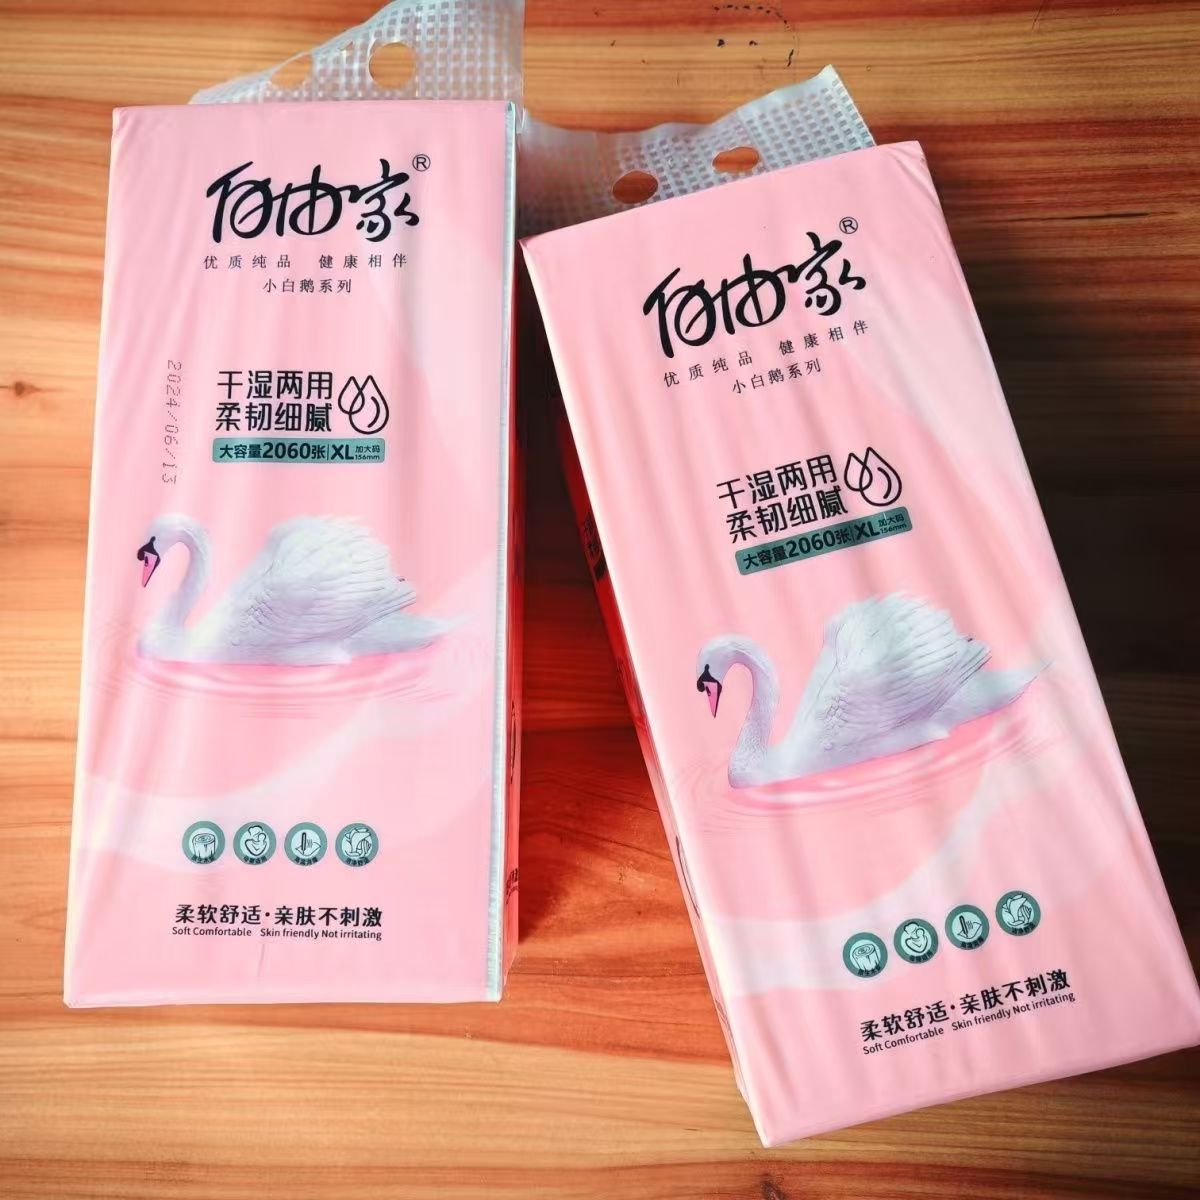 自由家®
优质纯品 健康相伴
小白鹅系列
2024/06/13
干湿两用
柔韧细腻
大容量2060张|XL加大码
156mm
柔软舒适·亲肤不刺激
Soft Comfortable Skin friendly Not irritating
自由家®
优质纯品 健康相伴
小白鹅系列
干湿两用
柔韧细腻
大容量2060张|XL加大码
156mm
柔软舒适·亲肤不刺激
Soft Comfortable Skin friendly Not irritating